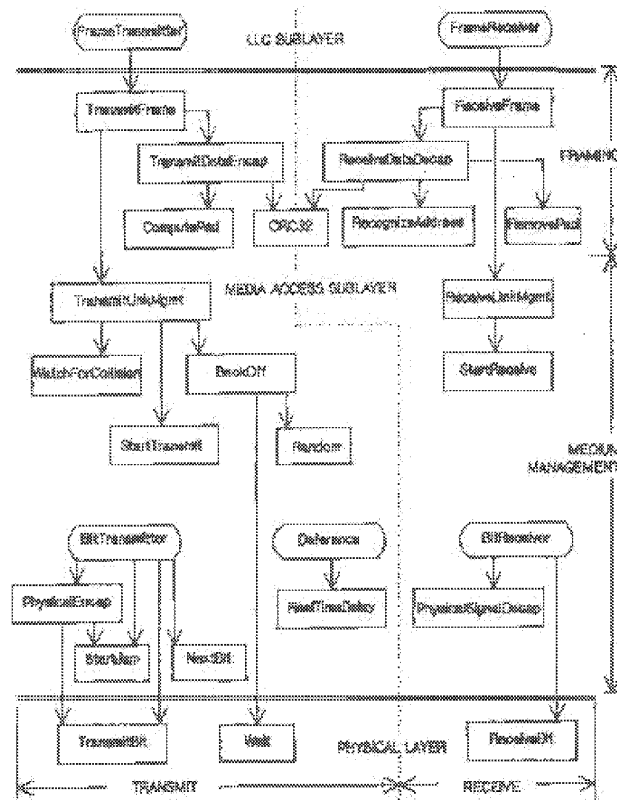 FrameTransmitter
LLC SUBLAYER
FrameReceiver
TransmitFrame
ReceiveFrame
TransmitDataEncap
ReceiveDataDecap
FRAMING
ComputePad
CRC32
RecognizeAddress
RemovePad
TransmitLinkMgmt
MEDIA ACCESS SUBLAYER
ReceiveLinkMgmt
WatchForCollision
BackOff
StartReceive
StartTransmit
Random
MEDIUM
MANAGEMENT
BitTransmitter
Deference
BitReceiver
PhysicalEncap
RealTimeDelay
PhysicalSignalDecap
NextBit
TransmitBit
Wait
PHYSICAL LAYER
ReceiveBit
TRANSMIT
RECEIVE